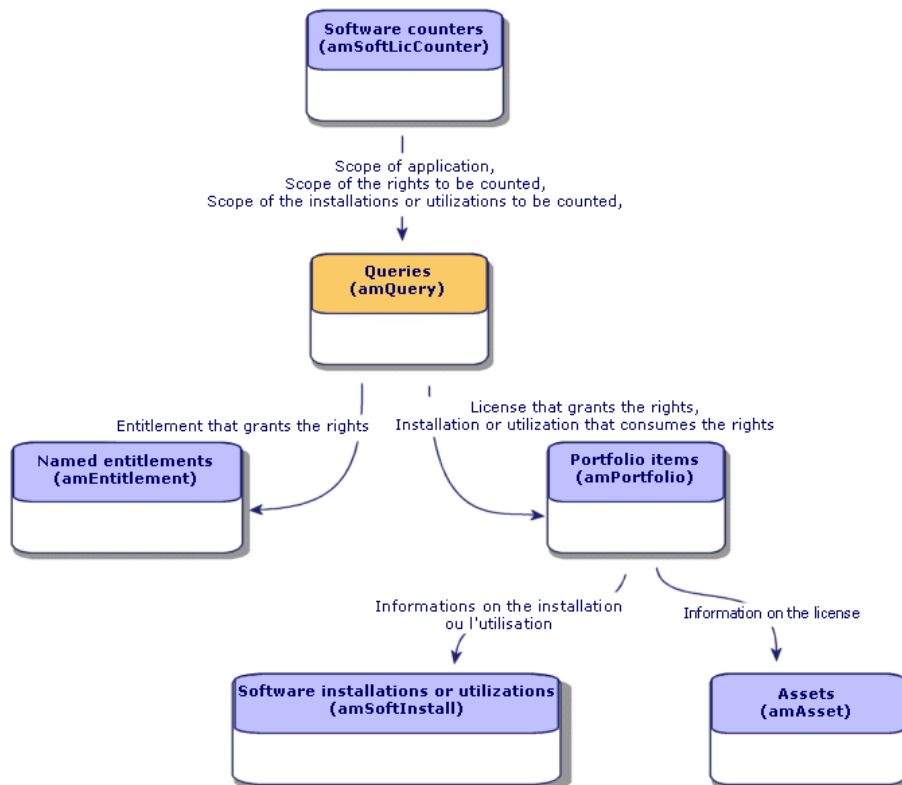 Software counters
(amSoftLicCounter)
Scope of application,
Scope of the rights to be counted,
Scope of the installations or utilizations to be counted,
Queries
(amQuery)
Entitlement that grants the rights
License that grants the rights,
Installation or utilization that consumes the rights
Named entitlements
(amEntitlement)
Portfolio items
(amPortfolio)
Informations on the installation
ou l'utilisation
Information on the license
Software installations or utilizations
(amSoftInstall)
Assets
(amAsset)